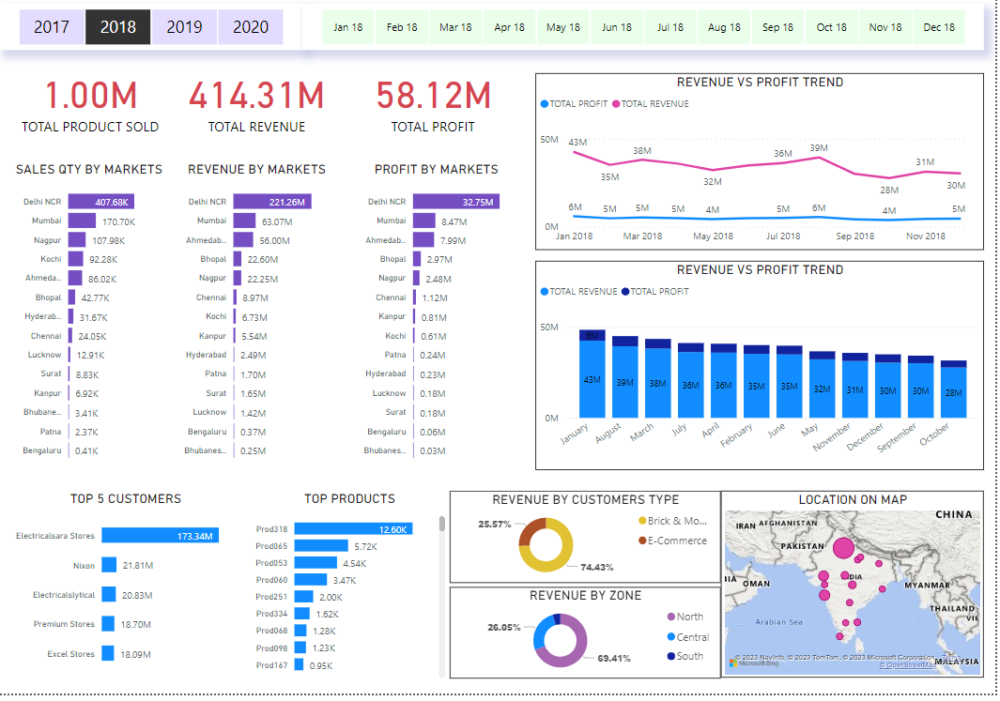 2017 2018 2019 2020 Jan 18 Feb 18 Mar 18 Apr 18 May 18 Jun 18 Jul 18 Aug 18 Sep 18 Oct 18 Nov 18 Dec 18
1.00M 414.31M 58.12M
TOTAL PRODUCT SOLD TOTAL REVENUE TOTAL PROFIT
SALES QTY BY MARKETS
Delhi NCR 407.68K
Mumbai 170.70K
Nagpur 107.98K
Kochi 92.28K
Ahmeda... 86.02K
Bhopal 42.77K
Hyderab... 31.67K
Chennai 24.05K
Lucknow 12.91K
Surat 8.83K
Kanpur 6.92K
Bhubane... 3.41K
Patna 2.37K
Bengaluru 0.41K
REVENUE BY MARKETS
Delhi NCR 221.26M
Mumbai 63.07M
Ahmedab... 56.00M
Bhopal 22.60M
Nagpur 22.25M
Chennai 8.97M
Kochi 6.73M
Kanpur 5.54M
Hyderabad 2.49M
Patna 1.70M
Surat 1.65M
Lucknow 1.42M
Bengaluru 0.37M
Bhubanes... 0.25M
PROFIT BY MARKETS
Delhi NCR 32.75M
Mumbai 8.47M
Ahmedab... 7.99M
Bhopal 2.97M
Nagpur 2.48M
Chennai 1.12M
Kanpur 0.81M
Kochi 0.61M
Patna 0.24M
Hyderabad 0.23M
Lucknow 0.18M
Surat 0.18M
Bengaluru 0.06M
Bhubanes... 0.03M
REVENUE VS PROFIT TREND
TOTAL PROFIT TOTAL REVENUE
50M
43M 35M 38M 32M 36M 39M 28M 31M 30M
6M 5M 5M 5M 4M 5M 6M 4M 5M
0M
Jan 2018 Mar 2018 May 2018 Jul 2018 Sep 2018 Nov 2018
REVENUE VS PROFIT TREND
TOTAL REVENUE TOTAL PROFIT
50M
6M
43M 39M 38M 36M 36M 35M 35M 32M 31M 30M 30M 28M
0M
January August March July April February June May November December September October
TOP 5 CUSTOMERS
Electricalsara Stores 173.34M
Nixon 21.81M
Electricalslytical 20.83M
Premium Stores 18.70M
Excel Stores 18.09M
TOP PRODUCTS
Prod318 12.60K
Prod065 5.72K
Prod053 4.54K
Prod060 3.47K
Prod251 2.00K
Prod334 1.62K
Prod068 1.28K
Prod098 1.23K
Prod167 0.95K
REVENUE BY CUSTOMERS TYPE
25.57%
74.43%
Brick & Mo...
E-Commerce
REVENUE BY ZONE
26.05%
69.41%
North
Central
South
LOCATION ON MAP
CHINA
IRAN AFGHANISTAN
PAKISTAN
OMAN
MYANMAR
THAILAND
Arabian Sea
MALAYSIA
© 2023 NavInfo, © 2023 TomTom, © 2023 Microsoft Corporation
Microsoft Bing © OpenStreetMap